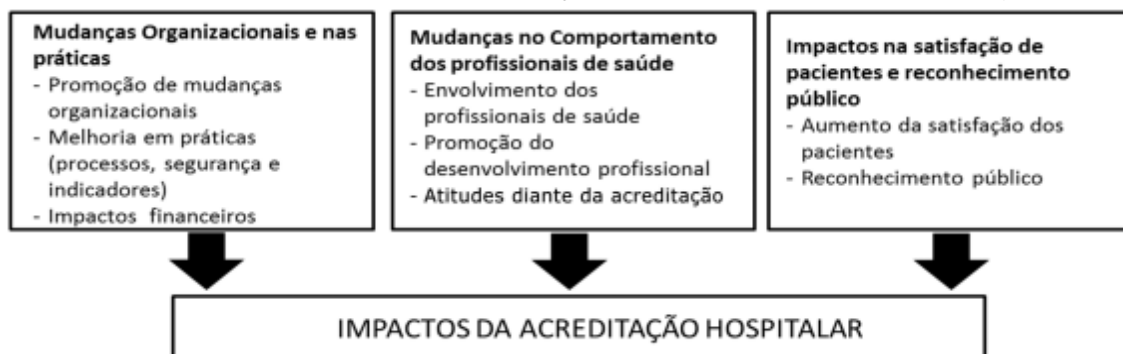 Mudanças Organizacionais e nas
práticas
- Promoção de mudanças
organizacionais
- Melhoria em práticas
(processos, segurança e
indicadores)
- Impactos financeiros
Mudanças no Comportamento
dos profissionais de saúde
- Envolvimento dos
profissionais de saúde
- Promoção do
desenvolvimento profissional
- Atitudes diante da acreditação
Impactos na satisfação de
pacientes e reconhecimento
público
- Aumento da satisfação dos
pacientes
- Reconhecimento público
IMPACTOS DA ACREDITAÇÃO HOSPITALAR